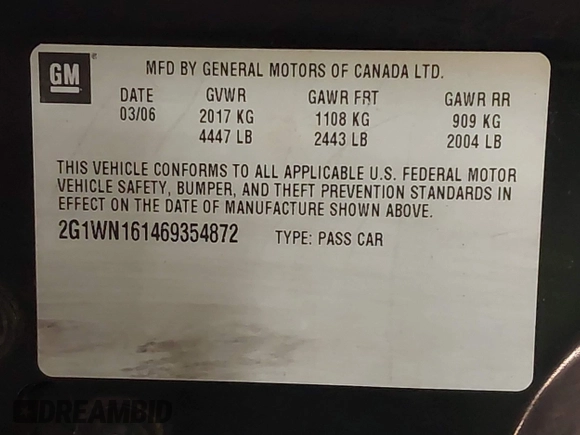 GM
MFD BY GENERAL MOTORS OF CANADA LTD.
DATE GVWR GAWR FRT GAWR RR
03/06 2017 KG 1108 KG 909 KG
4447 LB 2443 LB 2004 LB
THIS VEHICLE CONFORMS TO ALL APPLICABLE U.S. FEDERAL MOTOR
VEHICLE SAFETY, BUMPER, AND THEFT PREVENTION STANDARDS IN
EFFECT ON THE DATE OF MANUFACTURE SHOWN ABOVE.
2G1WN161469354872 TYPE: PASS CAR
DREAMBID